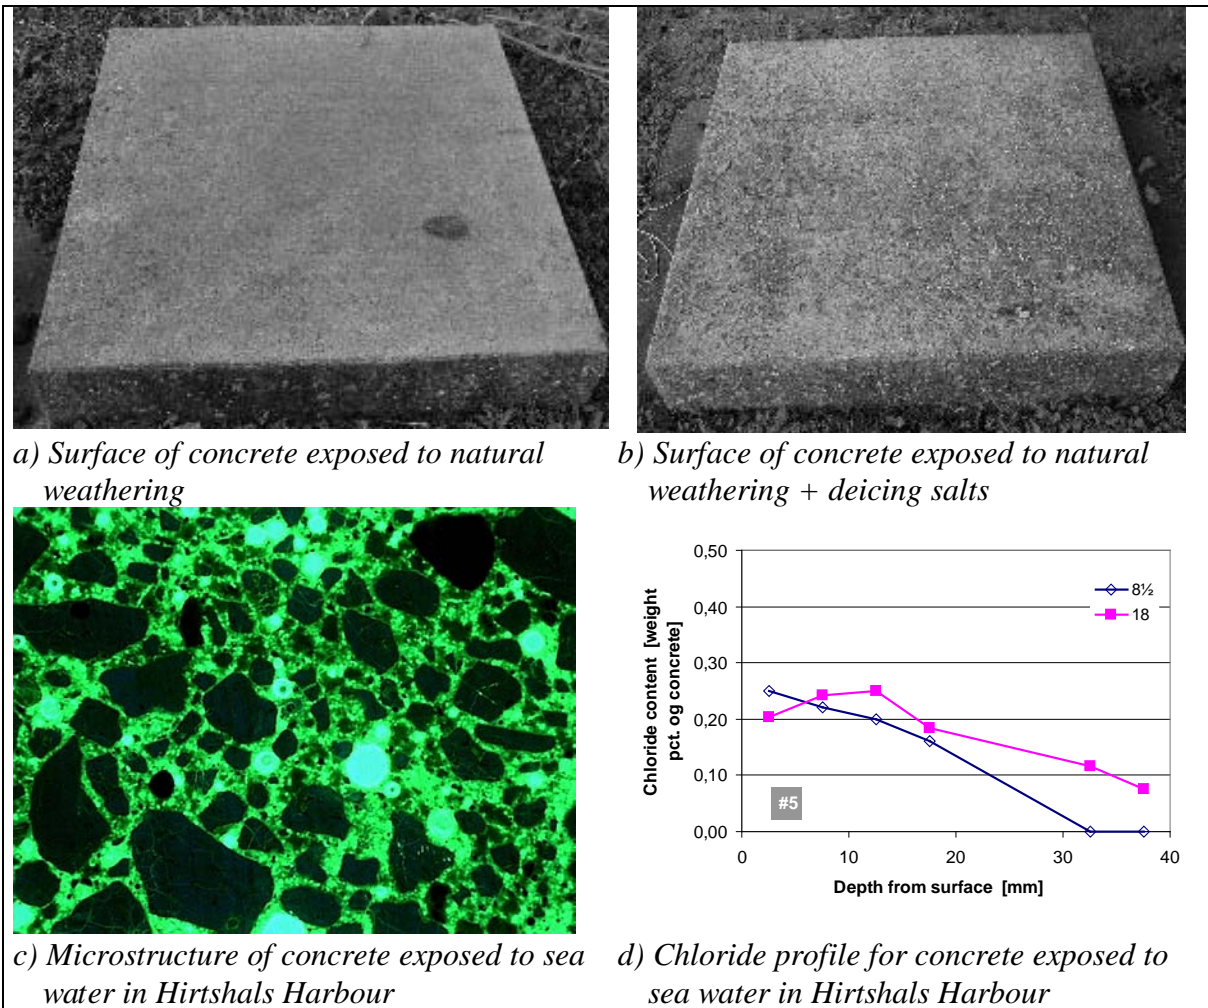 a) Surface of concrete exposed to natural
weathering
b) Surface of concrete exposed to natural
weathering + deicing salts
c) Microstructure of concrete exposed to sea
water in Hirtshals Harbour
0,50
0,40
0,30
0,20
0,10
0,00
Chloride content [weight
pct. og concrete]
8½
18
#5
0
10
20
30
40
Depth from surface [mm]
d) Chloride profile for concrete exposed to
sea water in Hirtshals Harbour